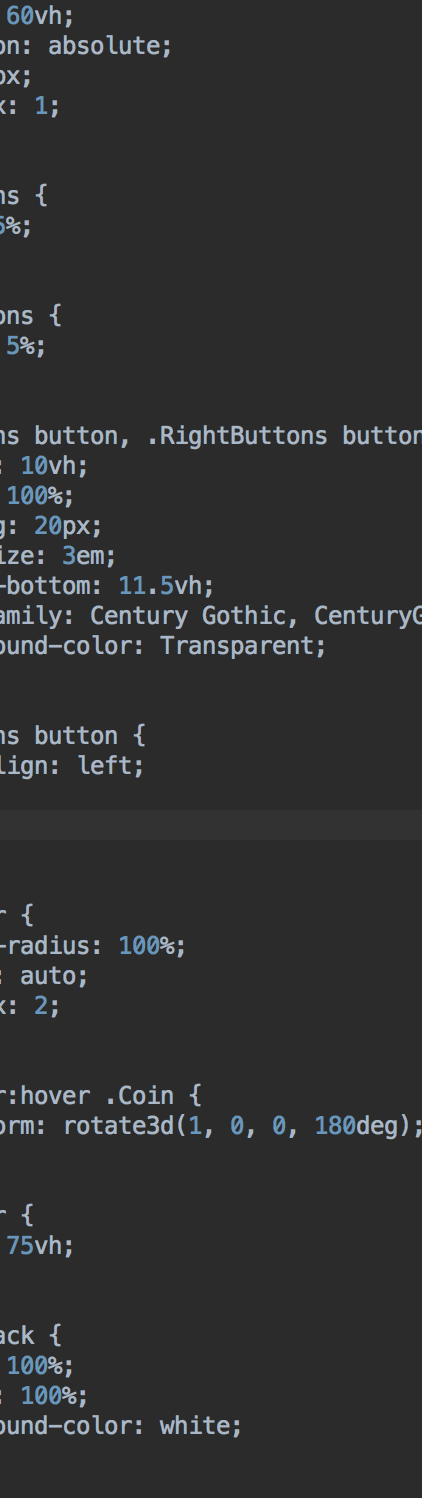 60vh;
on: absolute;
px;
x: 1;
ns {
5%;
ons {
5%;
ns button, .RightButtons button
: 10vh;
100%;
g: 20px;
ize: 3em;
-bottom: 11.5vh;
amily: Century Gothic, CenturyG
ound-color: Transparent;
ns button {
lign: left;
r {
-radius: 100%;
: auto;
x: 2;
r:hover .Coin {
orm: rotate3d(1, 0, 0, 180deg);
r {
75vh;
ack {
100%;
: 100%;
ound-color: white;